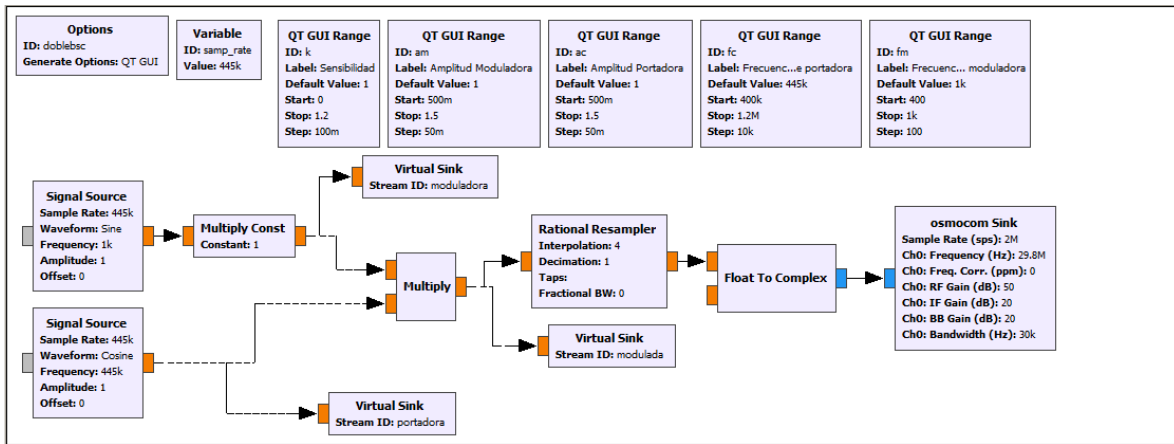 Options
ID: doblebsc
Generate Options: QT GUI
Variable
ID: samp_rate
Value: 445k
QT GUI Range
ID: k
Label: Sensibilidad
Default Value: 1
Start: 0
Stop: 1.2
Step: 100m
QT GUI Range
ID: am
Label: Amplitud Moduladora
Default Value: 1
Start: 500m
Stop: 1.5
Step: 50m
QT GUI Range
ID: ac
Label: Amplitud Portadora
Default Value: 1
Start: 500m
Stop: 1.5
Step: 50m
QT GUI Range
ID: fc
Label: Frecuenc...e portadora
Default Value: 445k
Start: 400k
Stop: 1.2M
Step: 10k
QT GUI Range
ID: fm
Label: Frecuenc... moduladora
Default Value: 1k
Start: 400
Stop: 1k
Step: 100
Virtual Sink
Stream ID: moduladora
Signal Source
Sample Rate: 445k
Waveform: Sine
Frequency: 1k
Amplitude: 1
Offset: 0
Multiply Const
Constant: 1
Multiply
Rational Resampler
Interpolation: 4
Decimation: 1
Taps:
Fractional BW: 0
Float To Complex
osmocom Sink
Sample Rate (sps): 2M
Ch0: Frequency (Hz): 29.8M
Ch0: Freq. Corr. (ppm): 0
Ch0: RF Gain (dB): 50
Ch0: IF Gain (dB): 20
Ch0: BB Gain (dB): 20
Ch0: Bandwidth (Hz): 30k
Signal Source
Sample Rate: 445k
Waveform: Cosine
Frequency: 445k
Amplitude: 1
Offset: 0
Virtual Sink
Stream ID: modulada
Virtual Sink
Stream ID: portadora